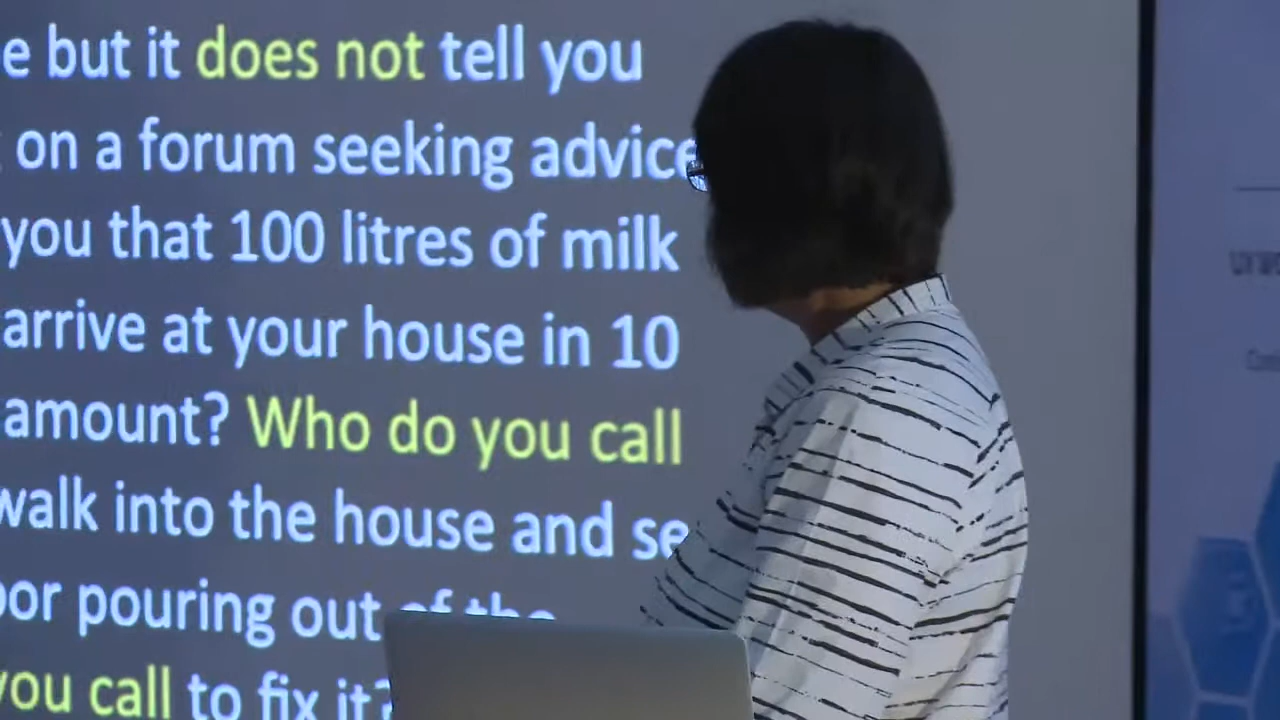 e but it does not tell you
on a forum seeking advice
you that 100 litres of milk
arrive at your house in 10
amount? Who do you call
walk into the house and se
oor pouring out of the
you call to fix it?